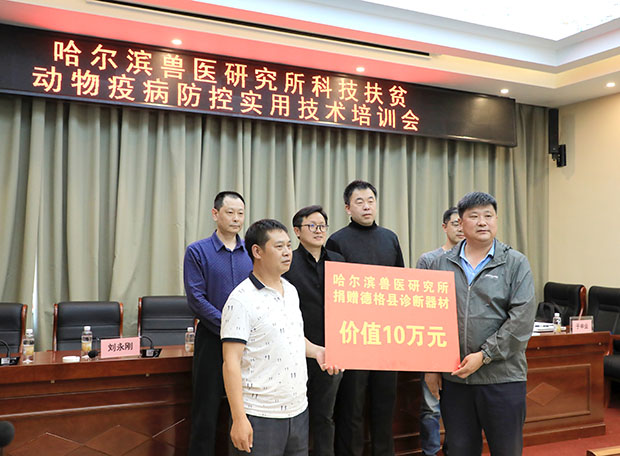 哈尔滨兽医研究所科技扶贫
动物疫病防控实用技术培训会
哈尔滨兽医研究所
捐赠德格县诊断器材
价值10万元
刘永刚